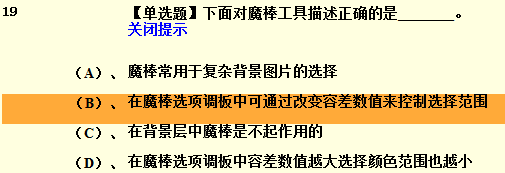 19 【单选题】下面对魔棒工具描述正确的是________。
关闭提示
（A）、魔棒常用于复杂背景图片的选择
（B）、在魔棒选项调板中可通过改变容差数值来控制选择范围
（C）、在背景层中魔棒是不起作用的
（D）、在魔棒选项调板中容差数值越大选择颜色范围也越小